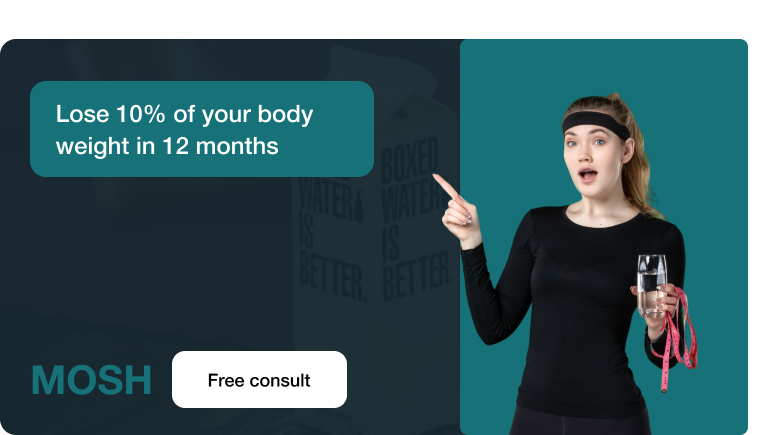 Lose 10% of your body
weight in 12 months
BOXED
WATER
WATER
IS
IS
BETTER.
BETTER.
MOSH
Free consult